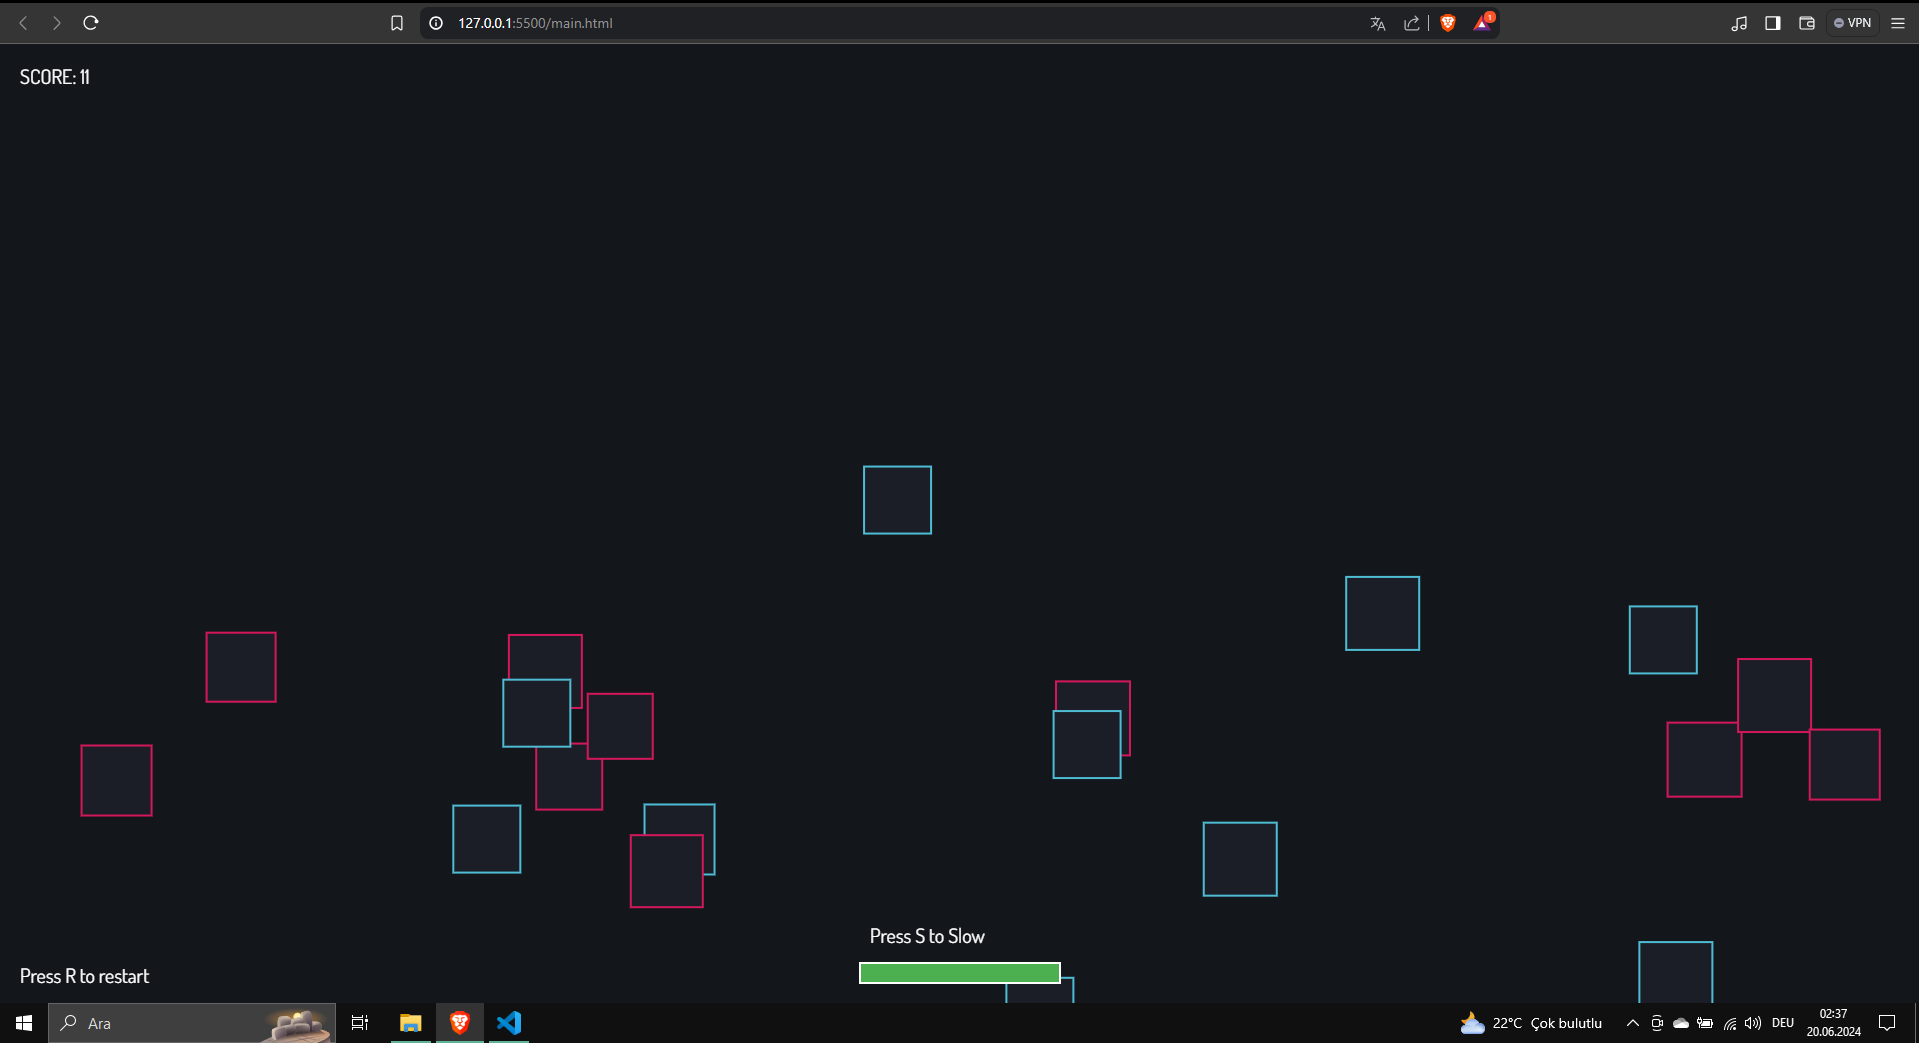 127.0.0.1:5500/main.html
1
VPN
SCORE: 11
Press S to Slow
Press R to restart
Ara
22°C Çok bulutlu
DEU
02:37
20.06.2024